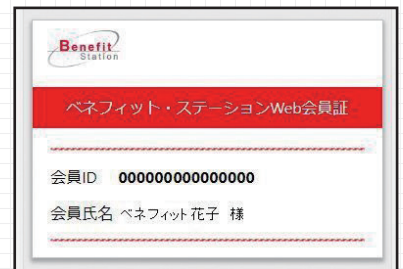 Benefit
Station
ベネフィット・ステーションWeb会員証
会員ID 000000000000000
会員氏名 ベネフィット花子 様